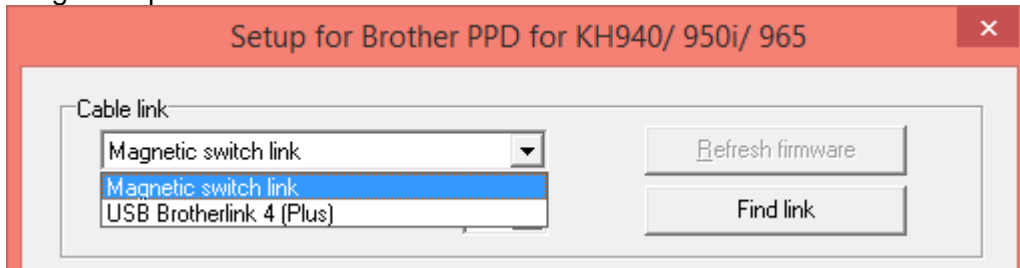 Setup for Brother PPD for KH940/ 950i/ 965
Cable link
Magnetic switch link
Refresh firmware
Magnetic switch link
USB Brotherlink 4 (Plus)
Find link